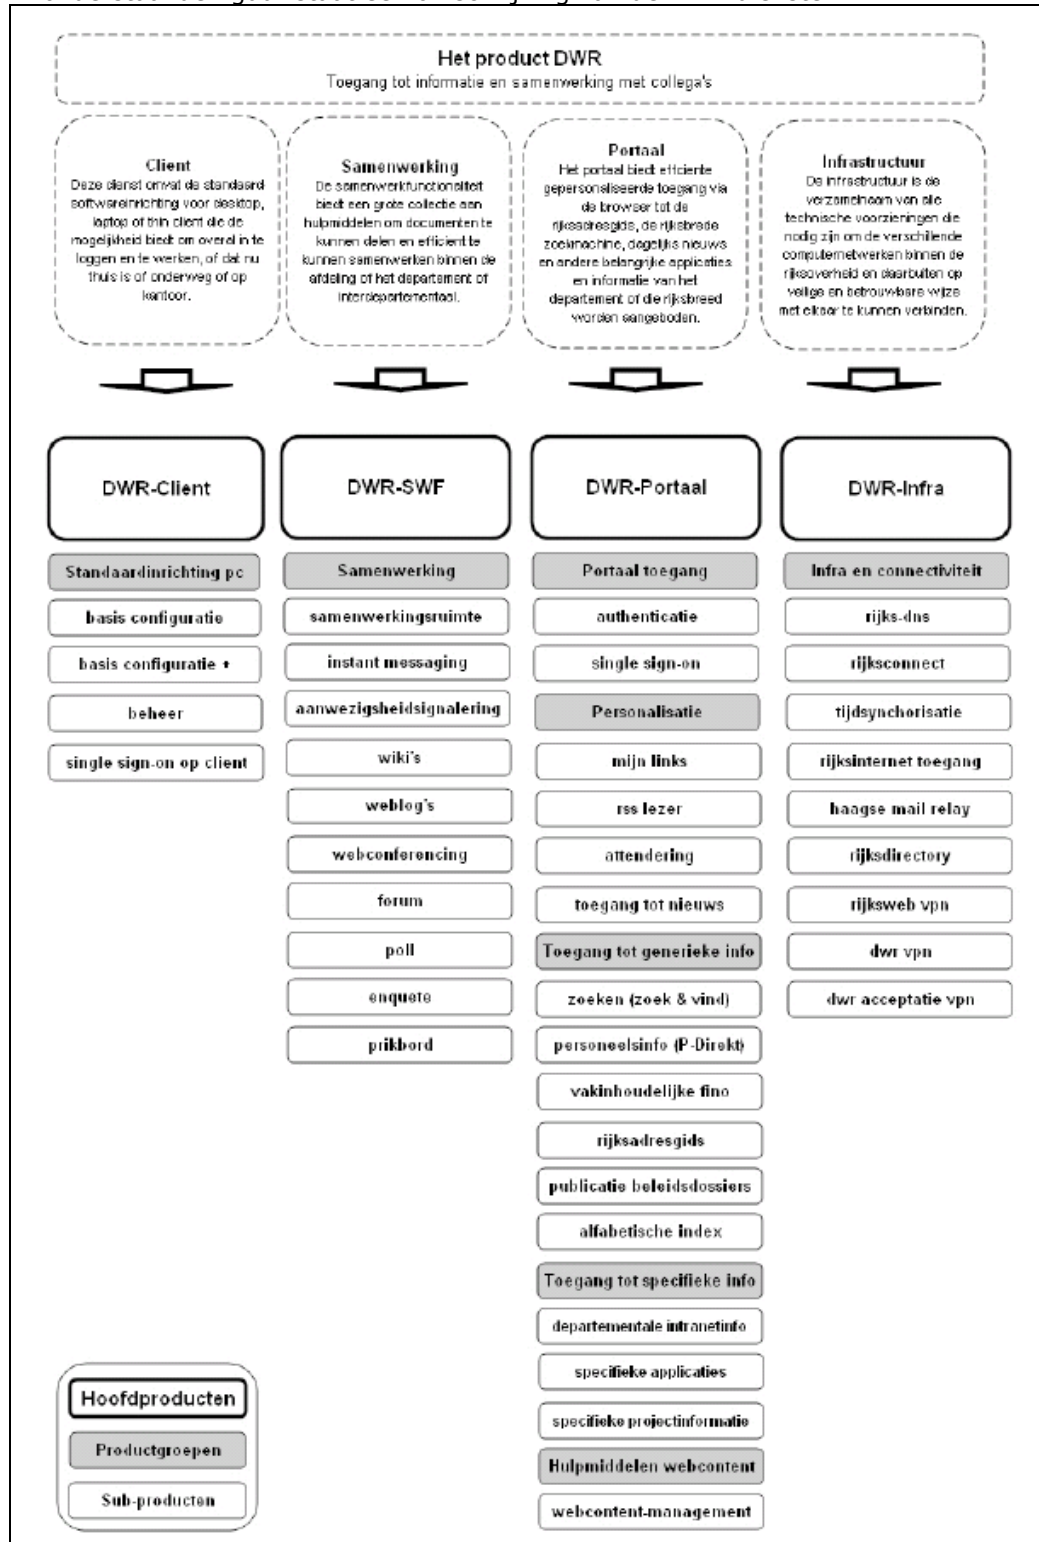 Het product DWR
Toegang tot informatie en samenwerking met collega's
Client
Deze dienst omvat de standaard
softwareinrichting voor desktop,
laptop of thin client die de
mogelijkheid biedt om overal in te
loggen en te werken, of dat nu
thuis is of onderweg of op
kantoor.
Samenwerking
De samenwerkfunctionaliteit
biedt een grote collectie aan
hulpmiddelen om documenten te
kunnen delen en efficient te
kunnen samenwerken binnen de
afdeling of het departement of
interdepartementaal.
Portaal
Het portaal biedt efficiente
gepersonaliseerde toegang via
de browser tot de
rijksadresgids, de rijksbrede
zoekmachine, dagelijks nieuws
en andere belangrijke applicaties
en informatie van het
departement of die rijksbreed
worden aangeboden.
Infrastructuur
De infrastructuur is de
verzamelnaam van alle
technische voorzieningen die
nodig zijn om de verschillende
computernetwerken binnen de
rijksoverheid en daarbuiten op
veilige en betrouwbare wijze
met elkaar te kunnen verbinden.
DWR-Client
Standaardinrichting pc
basis configuratie
basis configuratie +
beheer
single sign-on op client
DWR-SWF
Samenwerking
samenwerkingsruimte
instant messaging
aanwezigsheidsignalering
wiki's
weblog's
webconferencing
forum
poll
enquete
prikbord
DWR-Portaal
Portaal toegang
authenticatie
single sign-on
Personalisatie
mijn links
rss lezer
attendering
toegang tot nieuws
Toegang tot generieke info
zoeken (zoek & vind)
personeelsinfo (P-Direkt)
vakinhoudelijke fino
rijksadresgids
publicatie beleidsdossiers
alfabetische index
Toegang tot specifieke info
departementale intranetinfo
specifieke applicaties
specifieke projectinformatie
Hulpmiddelen webcontent
webcontent-management
DWR-Infra
Infra en connectiviteit
rijks-dns
rijksconnect
tijdsynchorisatie
rijksinternet toegang
haagse mail relay
rijksdirectory
rijksweb vpn
dwr vpn
dwr acceptatie vpn
Hoofdproducten
Productgroepen
Sub-producten